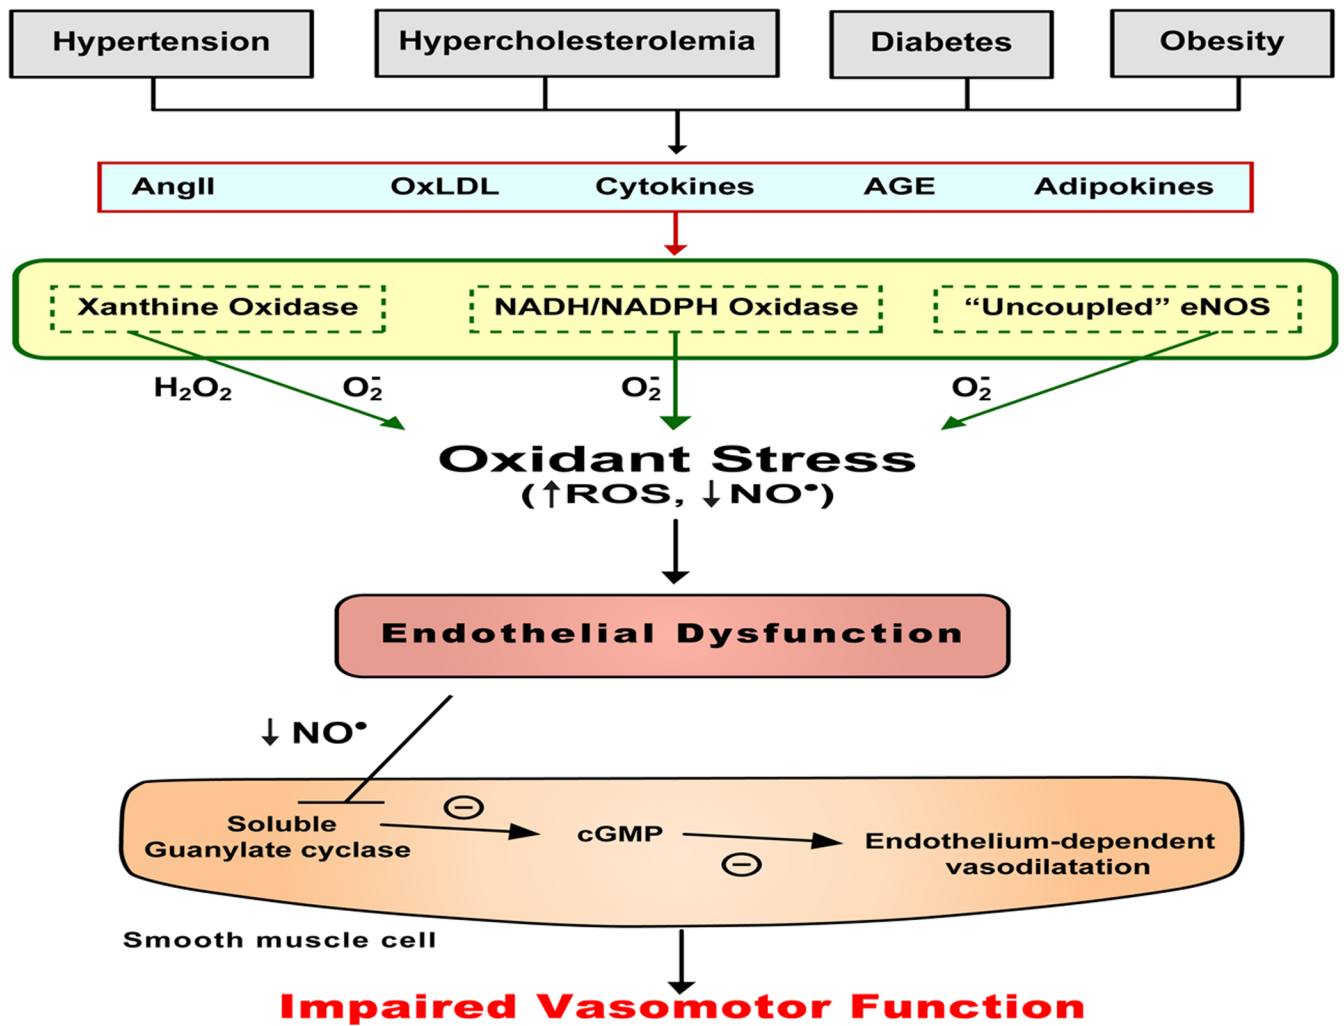 Hypertension Hypercholesterolemia Diabetes Obesity
AngII OxLDL Cytokines AGE Adipokines
Xanthine Oxidase NADH/NADPH Oxidase “Uncoupled” eNOS
H₂O₂ O₂⁻ O₂⁻ O₂⁻
Oxidant Stress
(↑ROS, ↓NO•)
Endothelial Dysfunction
↓ NO•
Soluble
Guanylate cyclase
⊖
cGMP
⊖
Endothelium-dependent
vasodilatation
Smooth muscle cell
Impaired Vasomotor Function